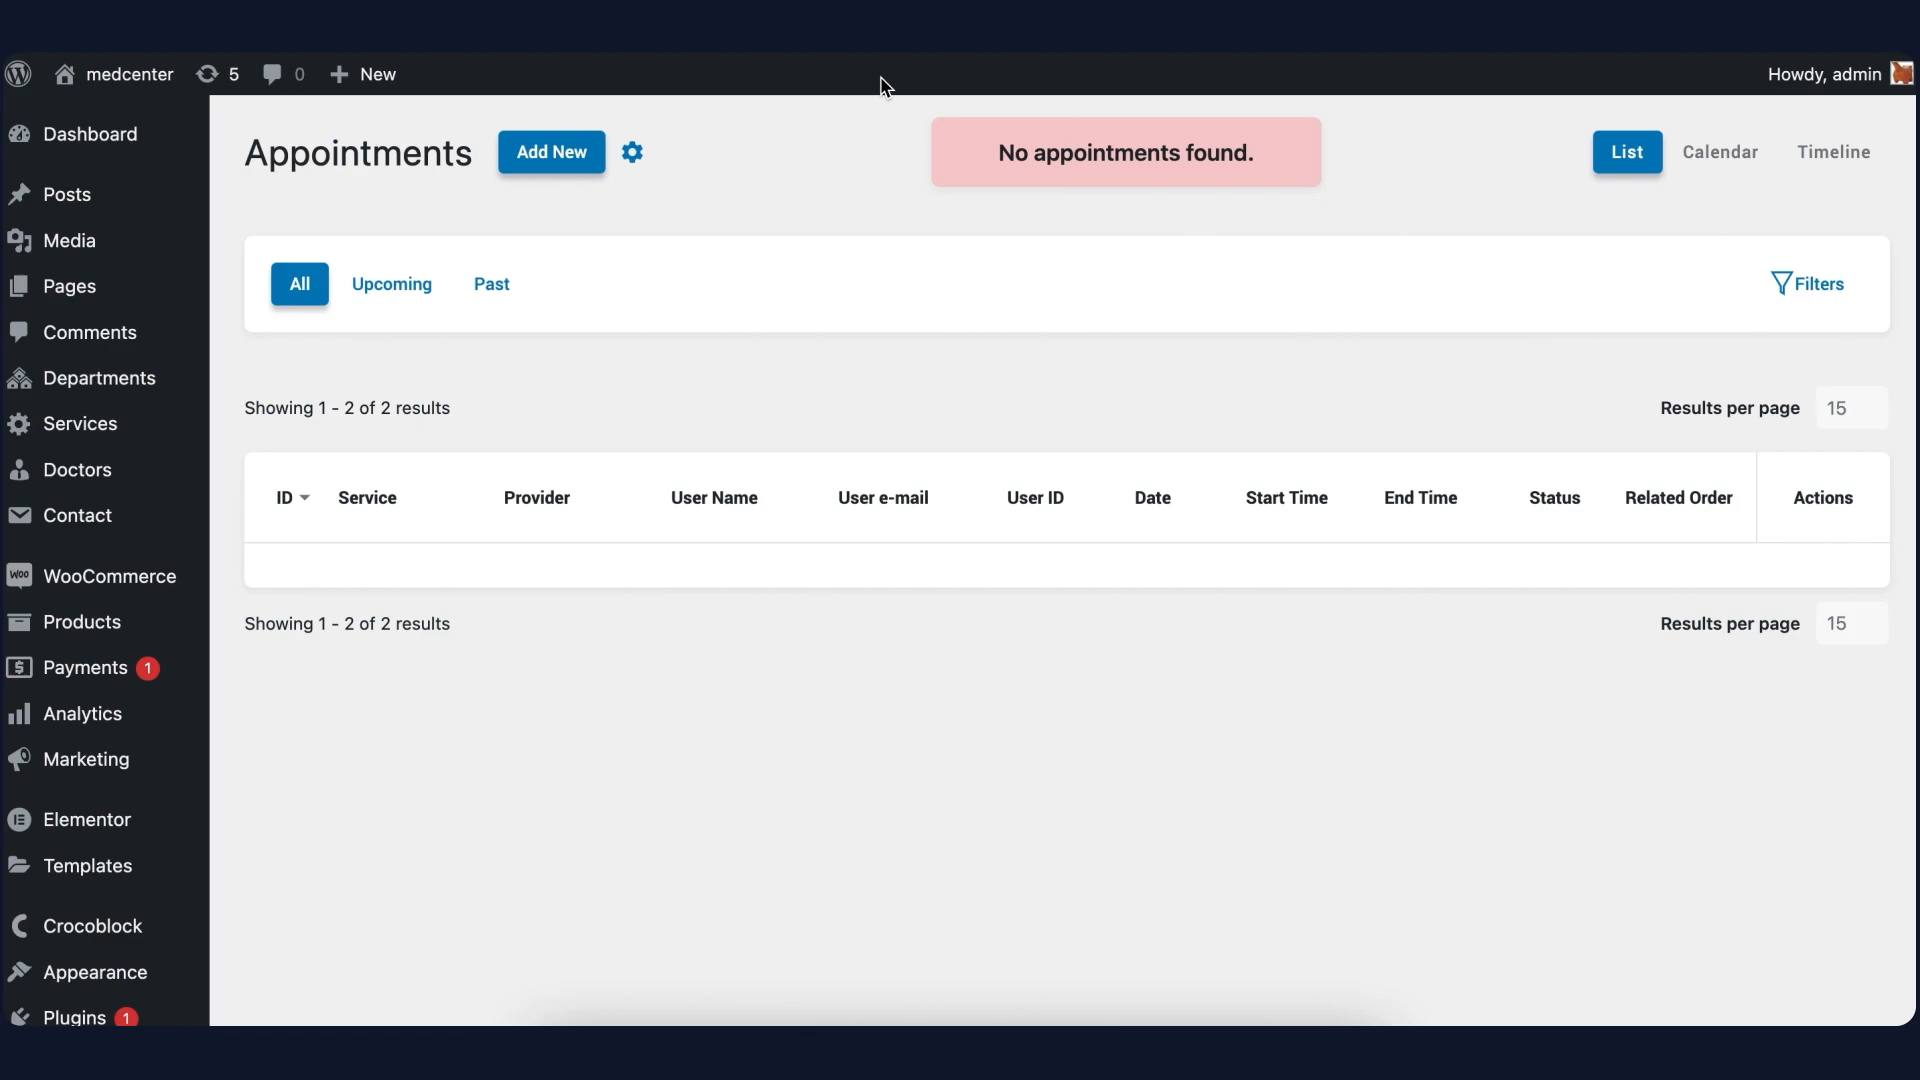 medcenter 5 0 New Howdy, admin
Dashboard
Posts
Media
Pages
Comments
Departments
Services
Doctors
Contact
WooCommerce
Products
Payments 1
Analytics
Marketing
Elementor
Templates
Crocoblock
Appearance
Plugins 1
Appointments Add New No appointments found. List Calendar Timeline
All Upcoming Past Filters
Showing 1 - 2 of 2 results Results per page 15
ID Service Provider User Name User e-mail User ID Date Start Time End Time Status Related Order Actions
Showing 1 - 2 of 2 results Results per page 15